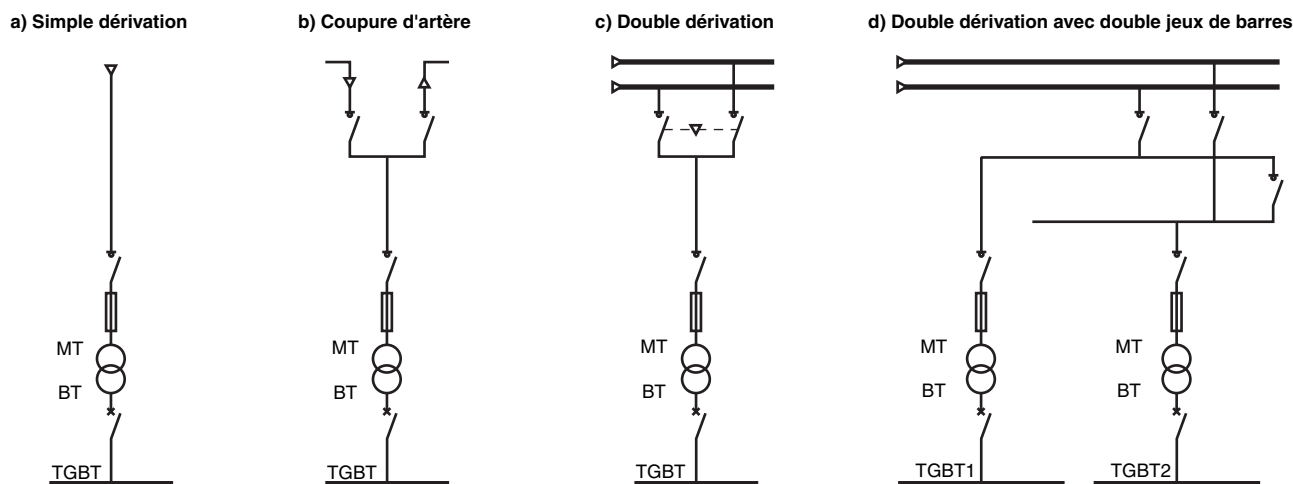 a) Simple dérivation
b) Coupure d'artère
c) Double dérivation
d) Double dérivation avec double jeux de barres
MT
BT
TGBT
MT
BT
TGBT
MT
BT
TGBT
MT
BT
TGBT1
MT
BT
TGBT2